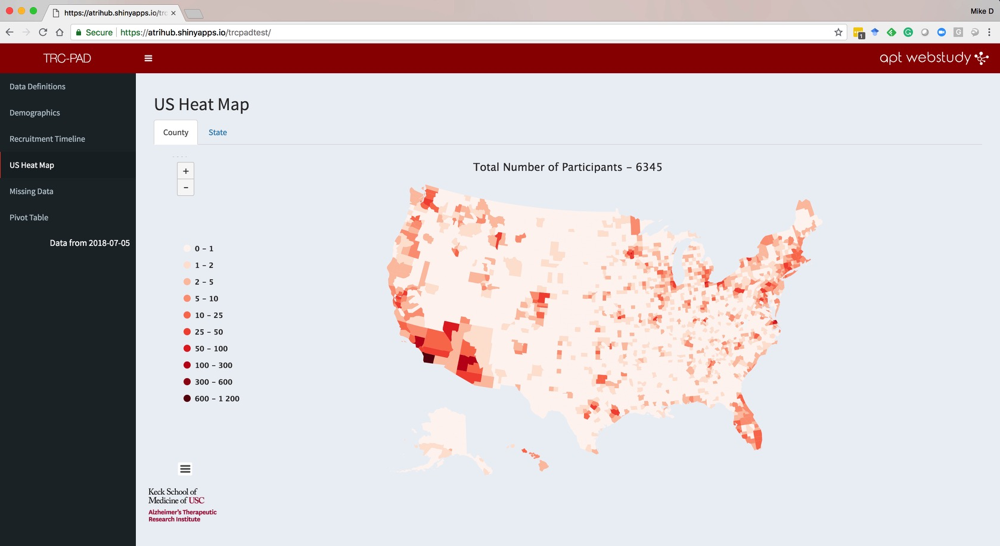 https://atrihub.shinyapps.io/trc
Mike D
Secure
https://atrihub.shinyapps.io/trcpadtest/
1
TRC-PAD
apt webstudy
Data Definitions
Demographics
Recruitment Timeline
US Heat Map
Missing Data
Pivot Table
Data from 2018-07-05
US Heat Map
County
State
Total Number of Participants – 6345
+
–
0 – 1
1 – 2
2 – 5
5 – 10
10 – 25
25 – 50
50 – 100
100 – 300
300 – 600
600 – 1 200
Keck School of
Medicine of USC
Alzheimer's Therapeutic
Research Institute